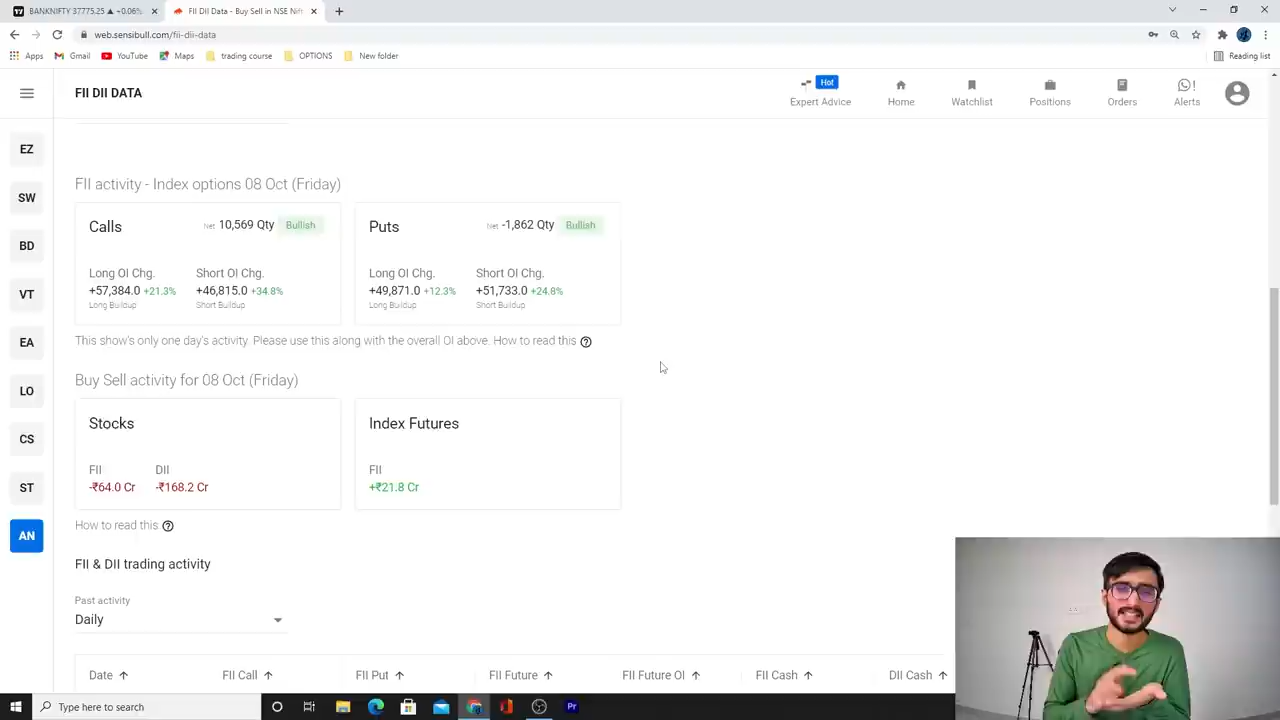 BANKNIFTY 37775.25 ▲ +0.06%
FII DII Data - Buy Sell in NSE Nift
web.sensibull.com/fii-dii-data
Apps Gmail YouTube Maps trading course OPTIONS New folder Reading list
FII DII DATA
Hot
Expert Advice Home Watchlist Positions Orders Alerts
EZ
SW
BD
VT
EA
LO
CS
ST
AN
FII activity - Index options 08 Oct (Friday)
Calls Net 10,569 Qty Bullish
Long OI Chg. Short OI Chg.
+57,384.0 +21.3% +46,815.0 +34.8%
Long Buildup Short Buildup
Puts Net -1,862 Qty Bullish
Long OI Chg. Short OI Chg.
+49,871.0 +12.3% +51,733.0 +24.8%
Long Buildup Short Buildup
This show's only one day's activity. Please use this along with the overall OI above. How to read this
Buy Sell activity for 08 Oct (Friday)
Stocks
FII DII
-₹64.0 Cr -₹168.2 Cr
Index Futures
FII
+₹21.8 Cr
How to read this
FII & DII trading activity
Past activity
Daily
Date FII Call FII Put FII Future FII Future OI FII Cash DII Cash
Type here to search
Pr